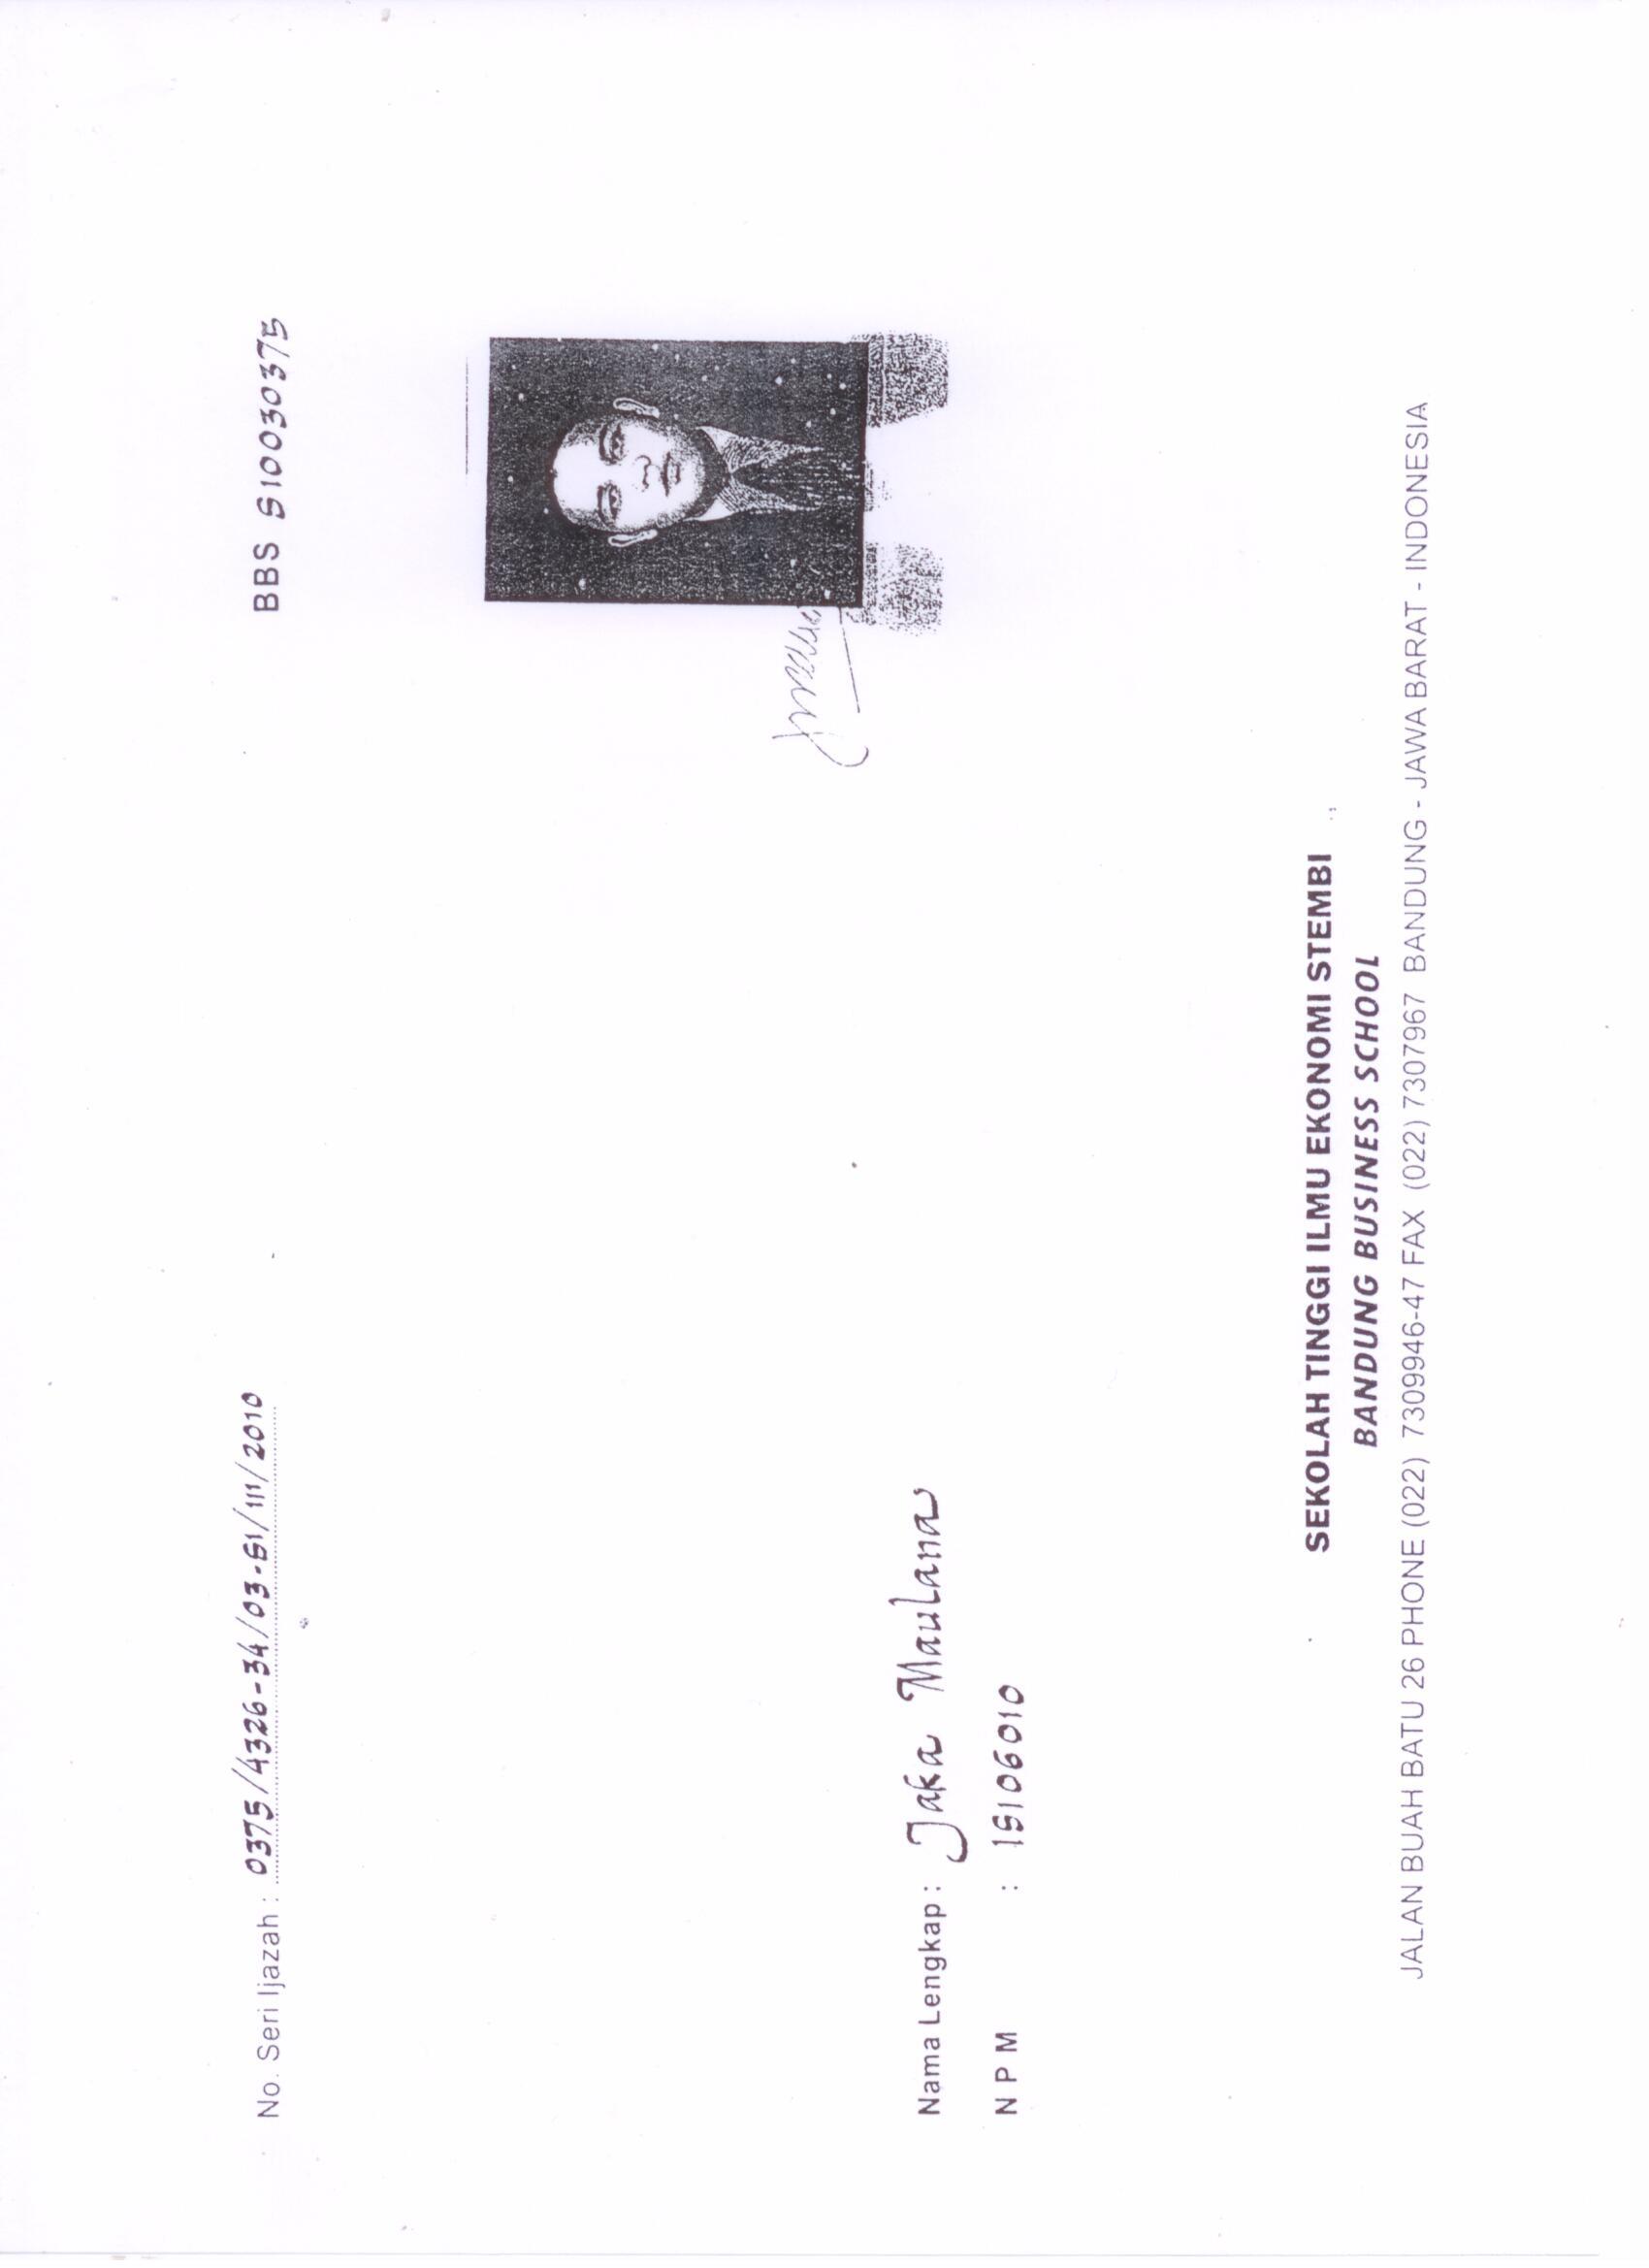 No. Seri Ijazah : 0375/4326-34/03-S1/III/2010
BBS S10030375
Nama Lengkap : Jaka Maulana
N P M : 1S106010
SEKOLAH TINGGI ILMU EKONOMI STEMBI
BANDUNG BUSINESS SCHOOL
JALAN BUAH BATU 26 PHONE (022) 7309946-47 FAX (022) 7307967 BANDUNG - JAWA BARAT - INDONESIA